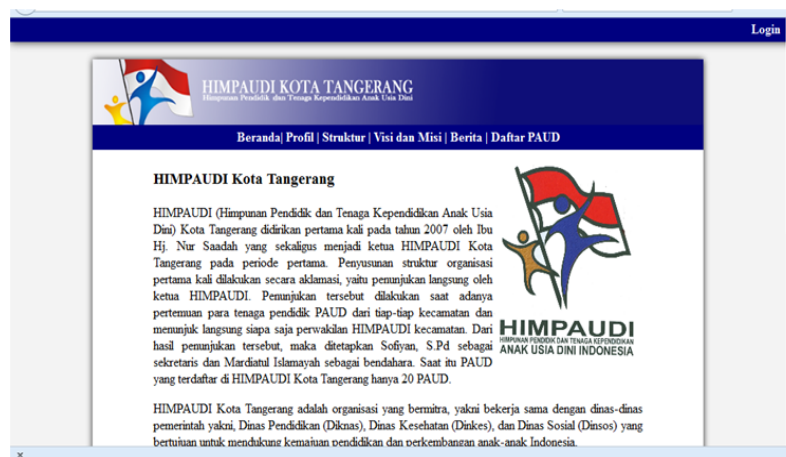 Login
HIMPAUDI KOTA TANGERANG
Himpunan Pendidik dan Tenaga Kependidikan Anak Usia Dini
Beranda| Profil | Struktur | Visi dan Misi | Berita | Daftar PAUD
HIMPAUDI Kota Tangerang
HIMPAUDI (Himpunan Pendidik dan Tenaga Kependidikan Anak Usia
Dini) Kota Tangerang didirikan pertama kali pada tahun 2007 oleh Ibu
Hj. Nur Saadah yang sekaligus menjadi ketua HIMPAUDI Kota
Tangerang pada periode pertama. Penyusunan struktur organisasi
pertama kali dilakukan secara aklamasi, yaitu penunjukan langsung oleh
ketua HIMPAUDI. Penunjukan tersebut dilakukan saat adanya
pertemuan para tenaga pendidik PAUD dari tiap-tiap kecamatan dan
menunjuk langsung siapa saja perwakilan HIMPAUDI kecamatan. Dari
hasil penunjukan tersebut, maka ditetapkan Sofiyan, S.Pd sebagai
sekretaris dan Mardiatul Islamayah sebagai bendahara. Saat itu PAUD
yang terdaftar di HIMPAUDI Kota Tangerang hanya 20 PAUD.
HIMPAUDI
HIMPUNAN PENDIDIK DAN TENAGA KEPENDIDIKAN
ANAK USIA DINI INDONESIA
HIMPAUDI Kota Tangerang adalah organisasi yang bermitra, yakni bekerja sama dengan dinas-dinas
pemerintah yakni, Dinas Pendidikan (Diknas), Dinas Kesehatan (Dinkes), dan Dinas Sosial (Dinsos) yang
bertujuan untuk mendukung kemajuan pendidikan dan perkembangan anak-anak Indonesia.